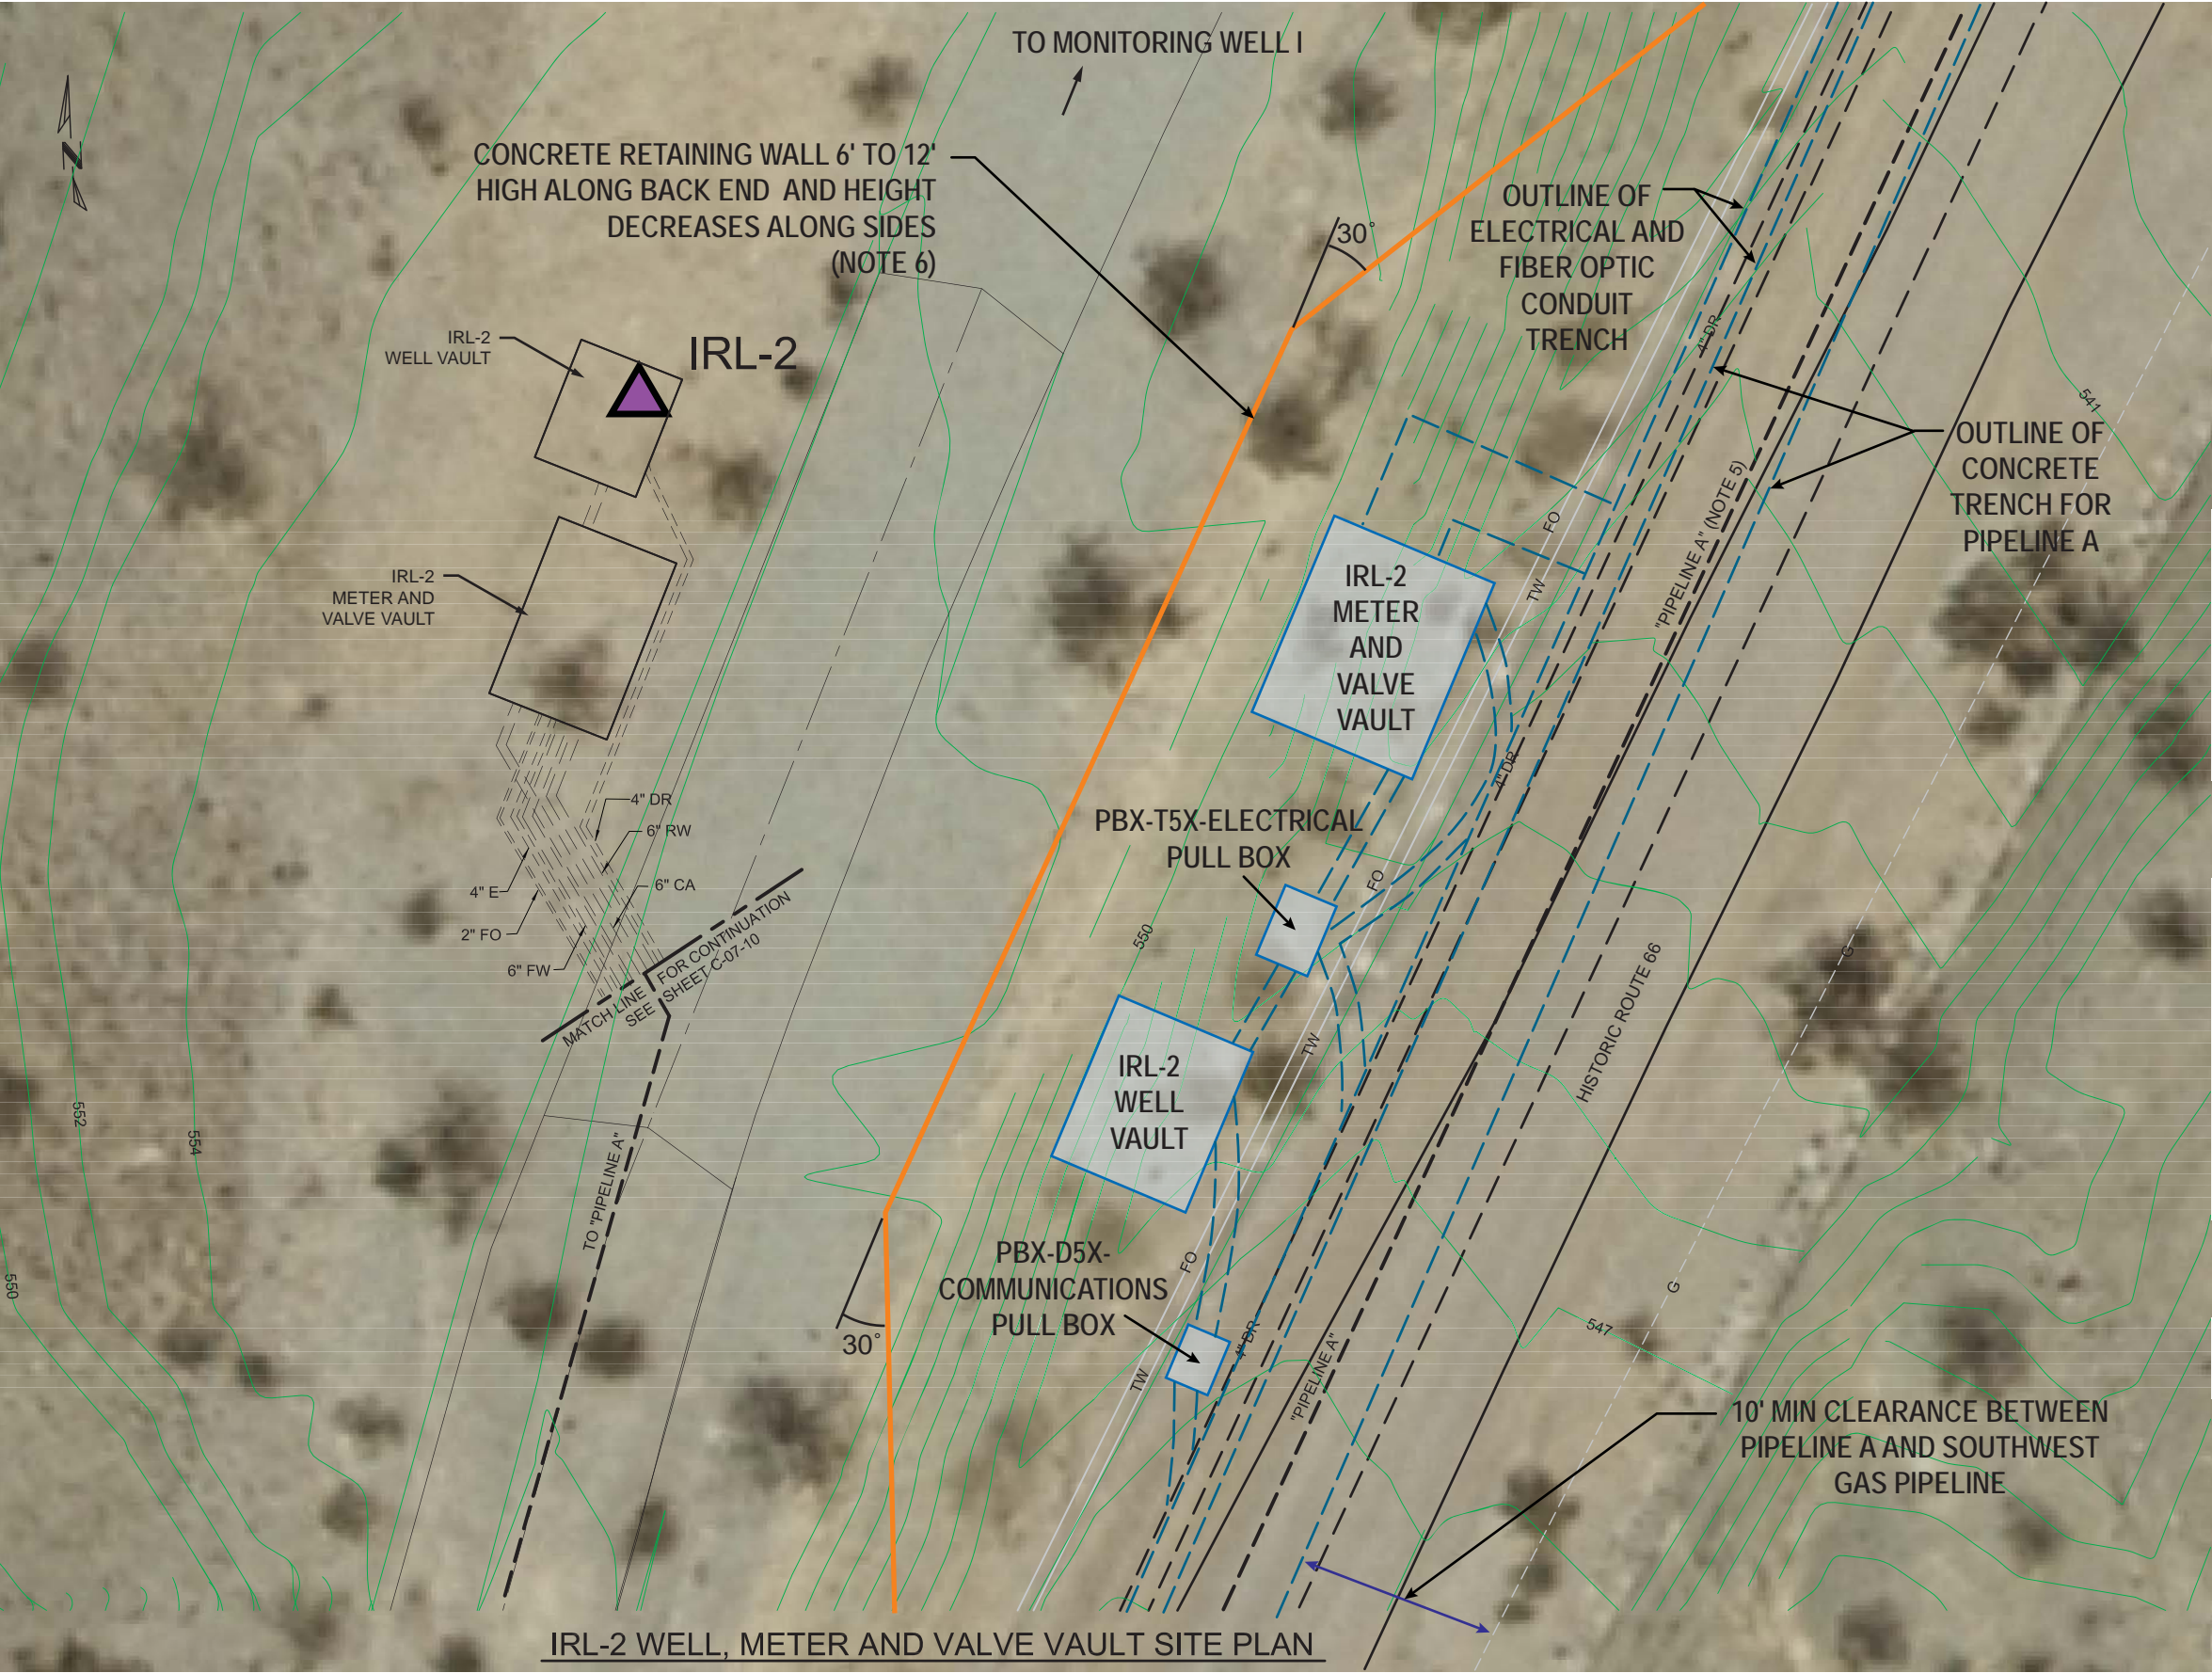 TO MONITORING WELL I
N
CONCRETE RETAINING WALL 6' TO 12'
HIGH ALONG BACK END AND HEIGHT
DECREASES ALONG SIDES
(NOTE 6)
30°
OUTLINE OF
ELECTRICAL AND
FIBER OPTIC
CONDUIT
TRENCH
IRL-2
WELL VAULT
IRL-2
4" DR
541
OUTLINE OF
CONCRETE
TRENCH FOR
PIPELINE A
"PIPELINE A" (NOTE 5)
FO
TW
IRL-2
METER AND
VALVE VAULT
IRL-2
METER
AND
VALVE
VAULT
4" DR
4" DR
6" RW
6" CA
4" E
2" FO
6" FW
MATCH LINE FOR CONTINUATION
SEE SHEET C-07-10
PBX-T5X-ELECTRICAL
PULL BOX
FO
550
G
HISTORIC ROUTE 66
TW
IRL-2
WELL
VAULT
552
554
TO "PIPELINE A"
550
PBX-D5X-
COMMUNICATIONS
PULL BOX
FO
G
547
30°
4" DR
TW
"PIPELINE A"
10' MIN CLEARANCE BETWEEN
PIPELINE A AND SOUTHWEST
GAS PIPELINE
IRL-2 WELL, METER AND VALVE VAULT SITE PLAN